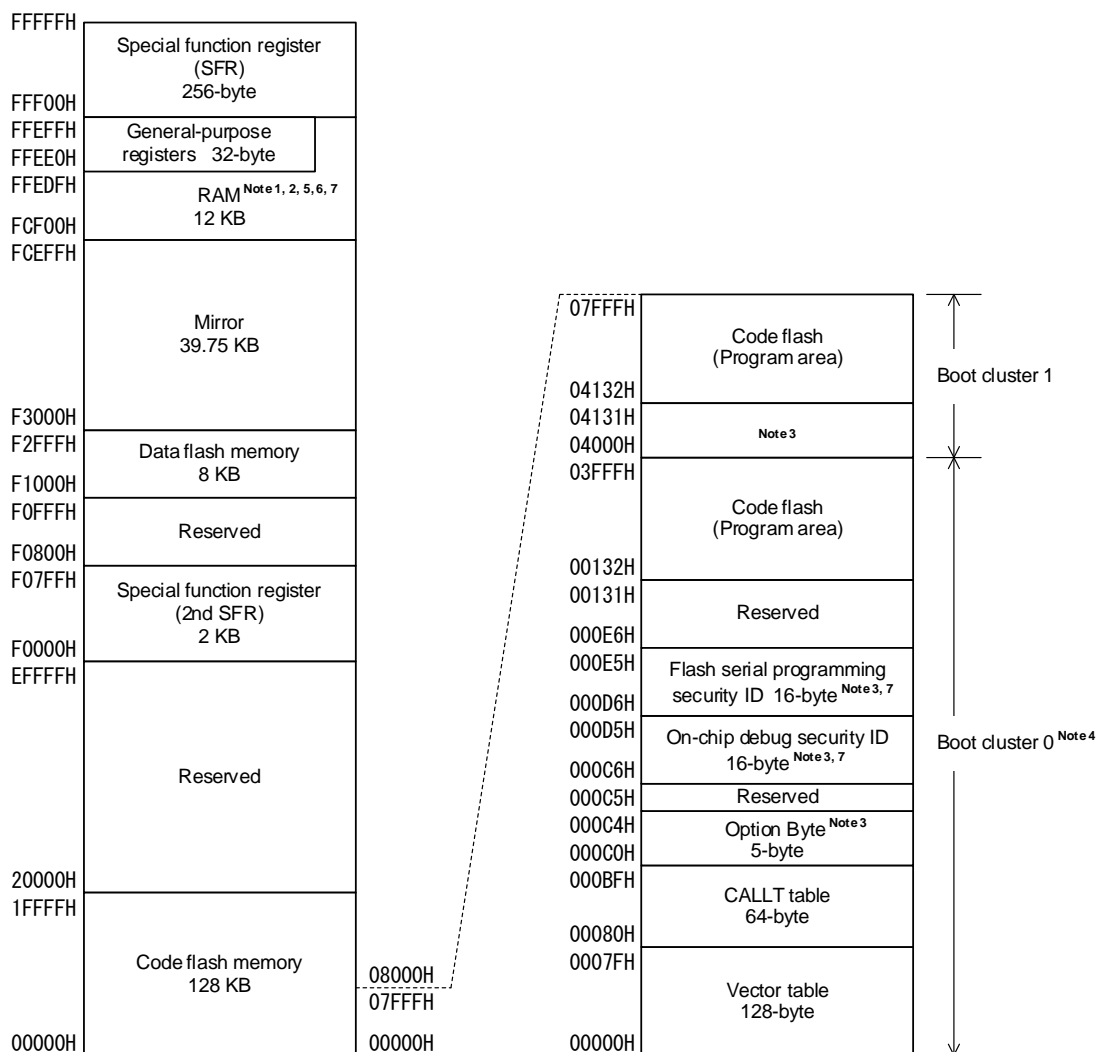 FFFFFH
Special function register
(SFR)
256-byte
FFF00H
FFEFFH
General-purpose
registers 32-byte
FFEE0H
FFEDFH
RAM Note 1, 2, 5, 6, 7
12 KB
FCF00H
FCEFFH
Mirror
39.75 KB
F3000H
F2FFFH
Data flash memory
8 KB
F1000H
F0FFFH
Reserved
F0800H
F07FFH
Special function register
(2nd SFR)
2 KB
F0000H
EFFFFH
Reserved
20000H
1FFFFH
Code flash memory
128 KB
00000H
08000H
07FFFH
00000H
07FFFH
Code flash
(Program area)
04132H
04131H
Note 3
04000H
03FFFH
Code flash
(Program area)
00132H
00131H
Reserved
000E6H
000E5H
Flash serial programming
security ID 16-byte Note 3, 7
000D6H
000D5H
On-chip debug security ID
16-byte Note 3, 7
000C6H
000C5H
Reserved
000C4H
Option Byte Note 3
5-byte
000C0H
000BFH
CALLT table
64-byte
00080H
0007FH
Vector table
128-byte
00000H
Boot cluster 1
Boot cluster 0 Note 4